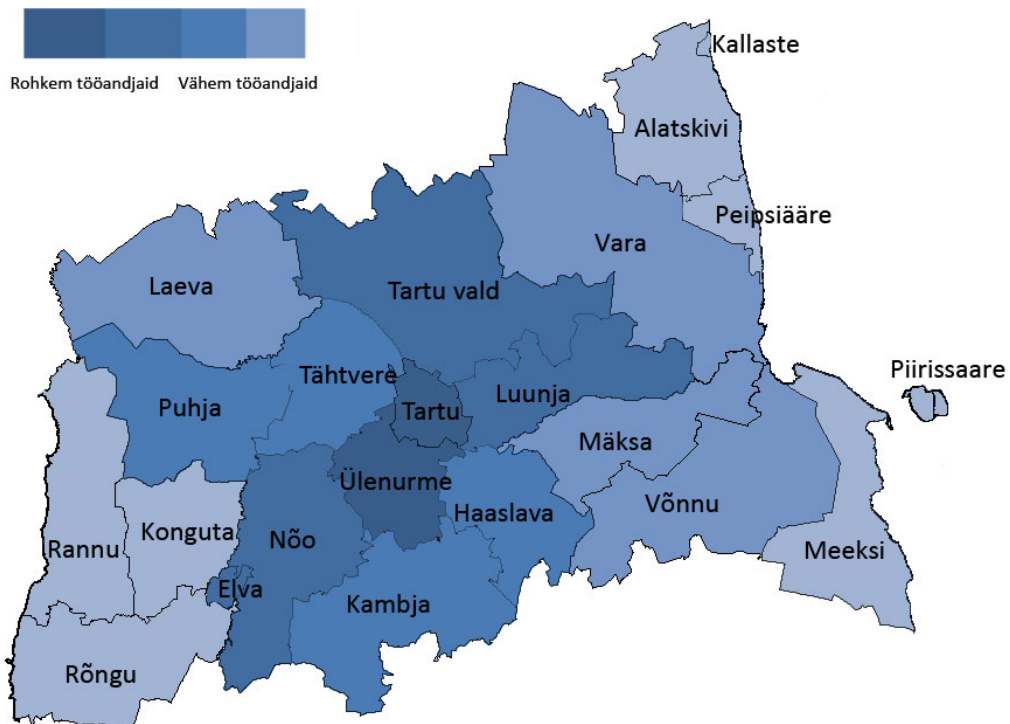 Rohkem tööandjaid Vähem tööandjaid
Kallaste
Alatskivi
Peipsiääre
Vara
Laeva
Tartu vald
Piirissaare
Tähtvere
Luunja
Puhja
Tartu
Mäksa
Ülenurme
Võnnu
Haaslava
Konguta
Nõo
Rannu
Meeksi
Elva
Kambja
Rõngu